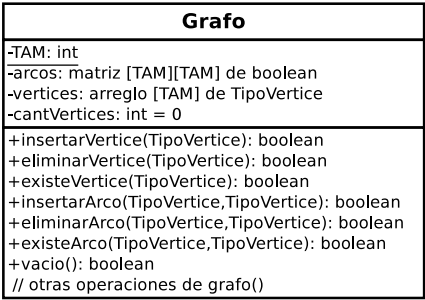 Grafo
-TAM: int
-arcos: matriz [TAM][TAM] de boolean
-vertices: arreglo [TAM] de TipoVertice
-cantVertices: int = 0
+insertarVertice(TipoVertice): boolean
+eliminarVertice(TipoVertice): boolean
+existeVertice(TipoVertice): boolean
+insertarArco(TipoVertice,TipoVertice): boolean
+eliminarArco(TipoVertice,TipoVertice): boolean
+existeArco(TipoVertice,TipoVertice): boolean
+vacio(): boolean
// otras operaciones de grafo()